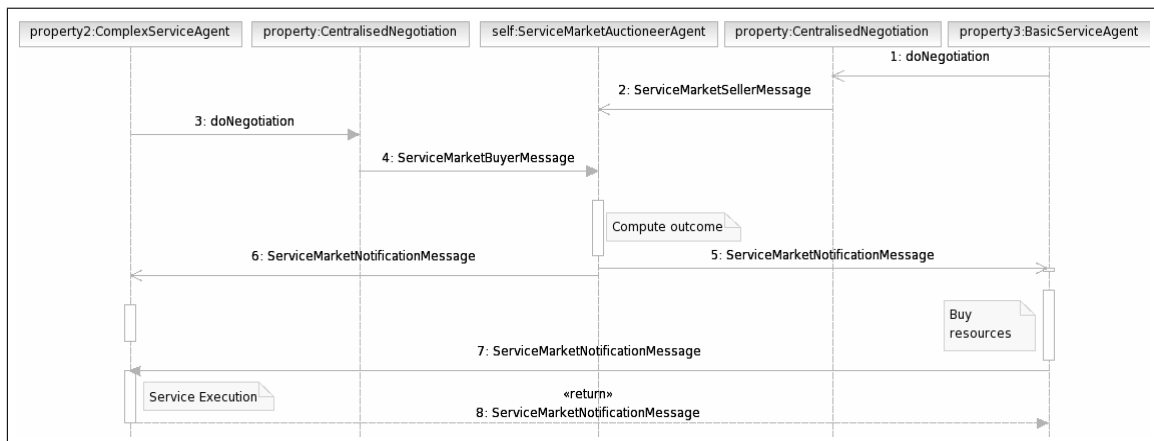 property2:ComplexServiceAgent
property:CentralisedNegotiation
self:ServiceMarketAuctioneerAgent
property:CentralisedNegotiation
property3:BasicServiceAgent
1: doNegotiation
2: ServiceMarketSellerMessage
3: doNegotiation
4: ServiceMarketBuyerMessage
Compute outcome
6: ServiceMarketNotificationMessage
5: ServiceMarketNotificationMessage
Buy
resources
7: ServiceMarketNotificationMessage
Service Execution
«return»
8: ServiceMarketNotificationMessage